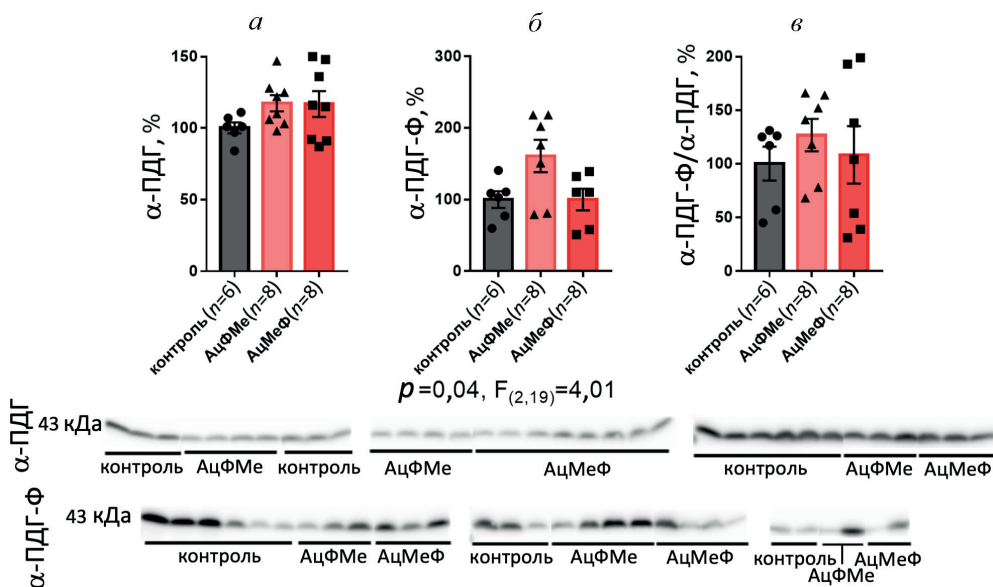 а
б
в
α-ПДГ, %
150
100
50
0
контроль (n=6)
АцФМе (n=8)
АцМеФ (n=8)
α-ПДГ-Ф, %
300
200
100
0
контроль (n=6)
АцФМе (n=8)
АцМеФ (n=8)
α-ПДГ-Ф/α-ПДГ, %
200
150
100
50
0
контроль (n=6)
АцФМе (n=8)
АцМеФ (n=8)
p=0,04, F(2,19)=4,01
α-ПДГ
43 кДа
контроль АцФМе контроль
АцФМе АцМеФ
контроль АцФМе АцМеФ
α-ПДГ-Ф
43 кДа
контроль АцФМе АцМеФ
контроль АцФМе АцМеФ
контроль АцМеФ
АцФМе